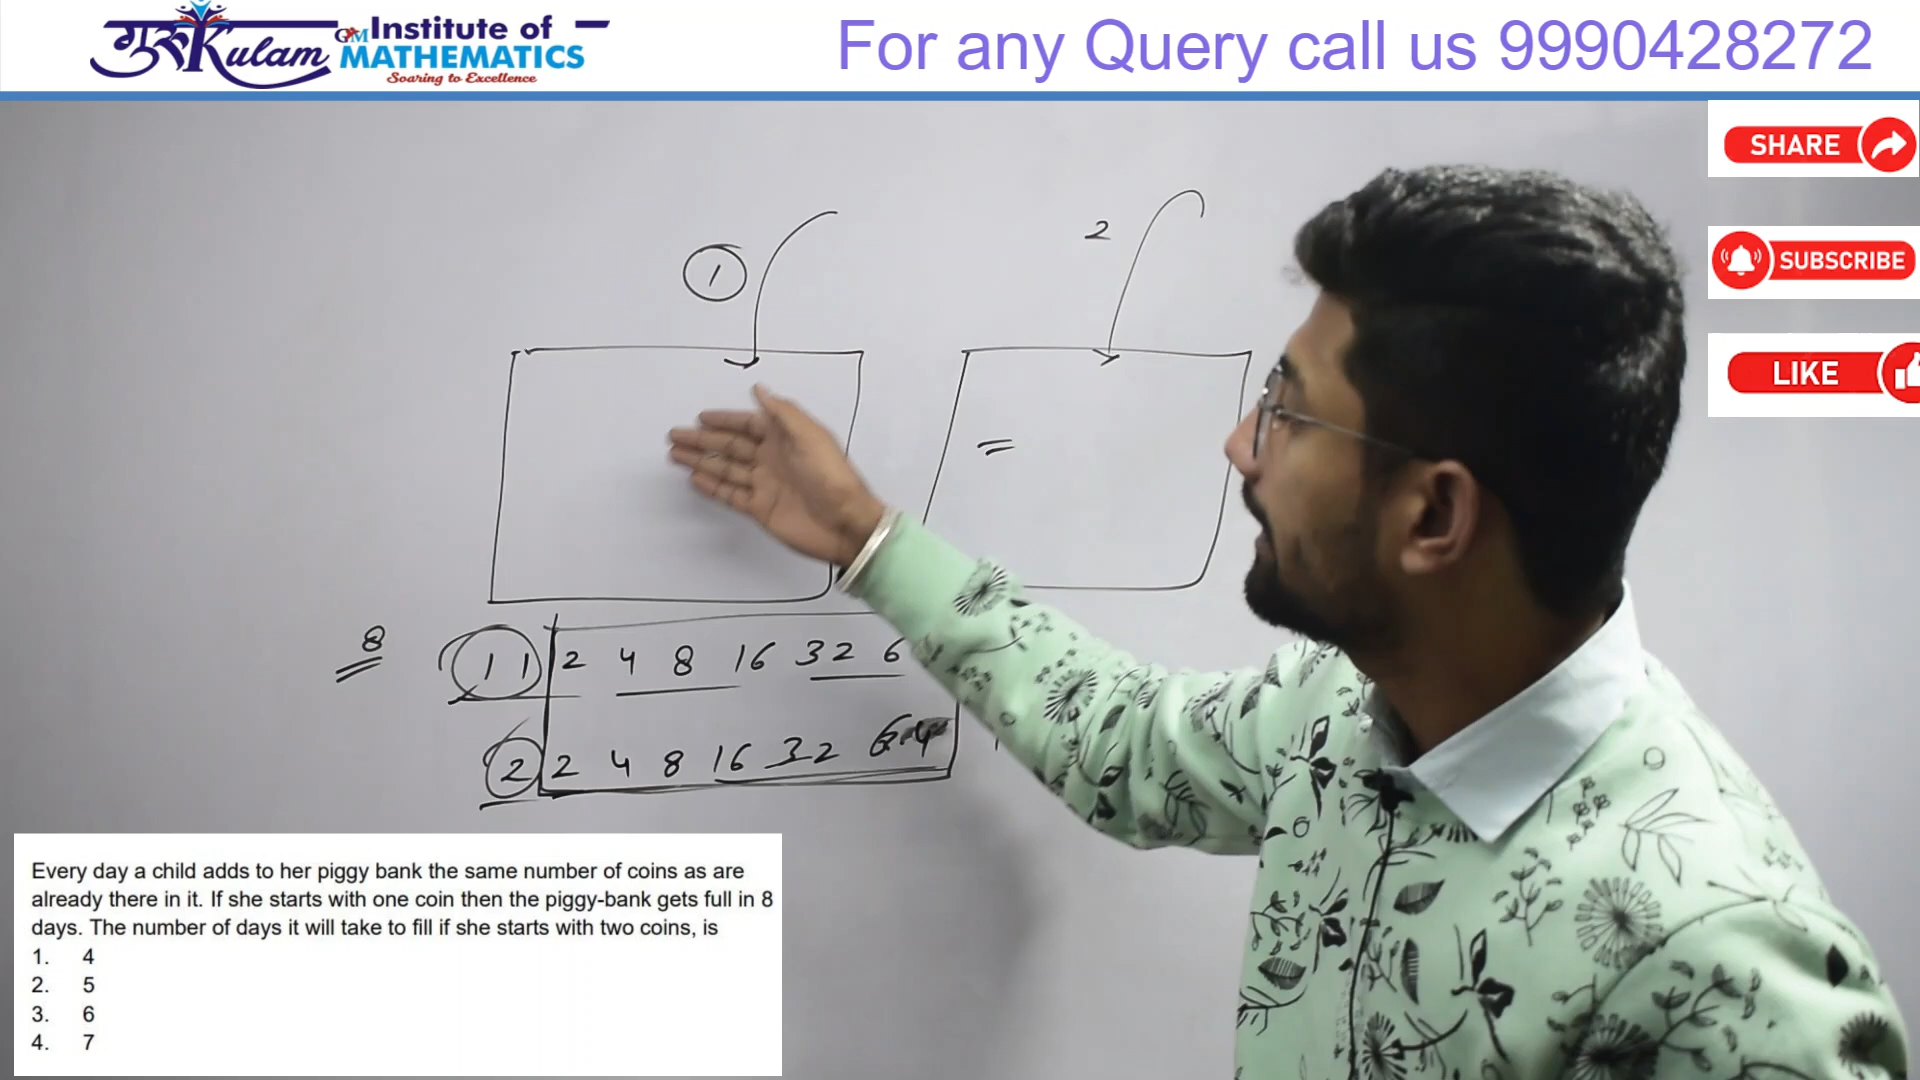 गुरुKulam GM Institute of
MATHEMATICS
Soaring to Excellence
For any Query call us 9990428272
SHARE
SUBSCRIBE
LIKE
1
2
=
8
1 1 2 4 8 16 32 6
2 2 4 8 16 32 64
Every day a child adds to her piggy bank the same number of coins as are
already there in it. If she starts with one coin then the piggy-bank gets full in 8
days. The number of days it will take to fill if she starts with two coins, is
1. 4
2. 5
3. 6
4. 7